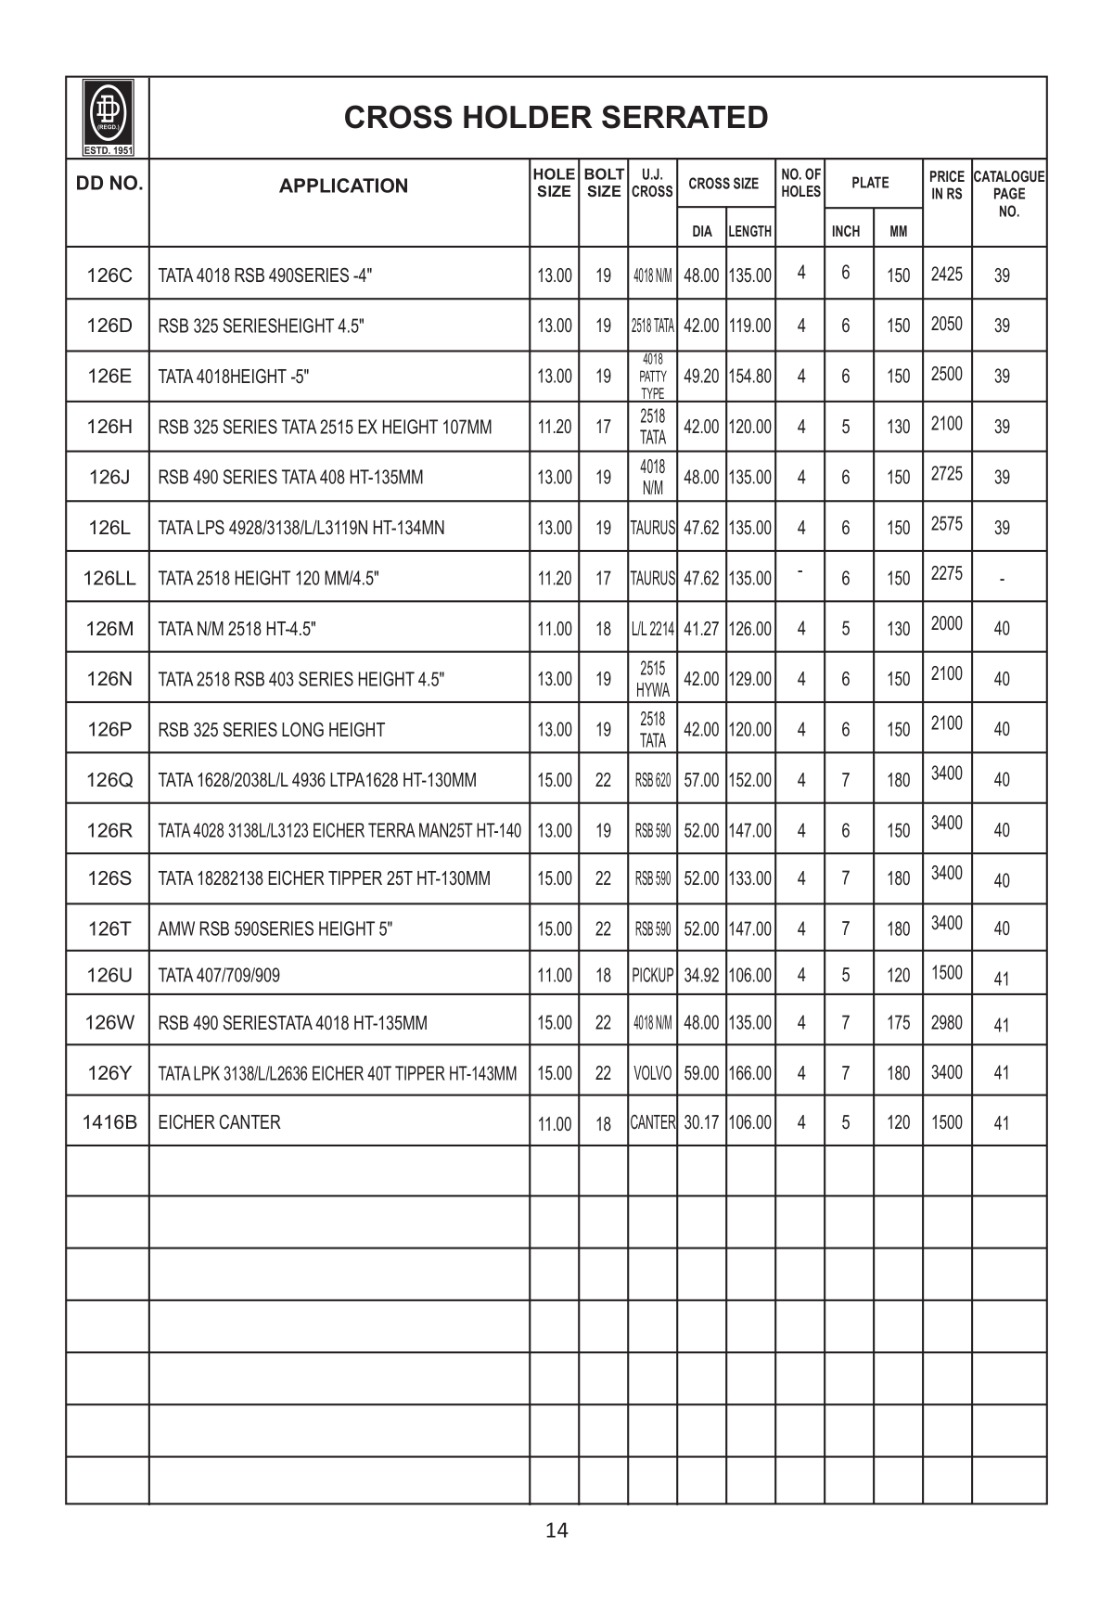 DD
(REGD.)
ESTD. 1951
CROSS HOLDER SERRATED
DD NO. APPLICATION HOLE SIZE BOLT SIZE U.J. CROSS CROSS SIZE NO. OF HOLES PLATE PRICE IN RS CATALOGUE PAGE NO.
DIA LENGTH INCH MM
126C TATA 4018 RSB 490SERIES -4" 13.00 19 4018 N/M 48.00 135.00 4 6 150 2425 39
126D RSB 325 SERIESHEIGHT 4.5" 13.00 19 2518 TATA 42.00 119.00 4 6 150 2050 39
126E TATA 4018HEIGHT -5" 13.00 19 4018 PATTY TYPE 49.20 154.80 4 6 150 2500 39
126H RSB 325 SERIES TATA 2515 EX HEIGHT 107MM 11.20 17 2518 TATA 42.00 120.00 4 5 130 2100 39
126J RSB 490 SERIES TATA 408 HT-135MM 13.00 19 4018 N/M 48.00 135.00 4 6 150 2725 39
126L TATA LPS 4928/3138/L/L3119N HT-134MN 13.00 19 TAURUS 47.62 135.00 4 6 150 2575 39
126LL TATA 2518 HEIGHT 120 MM/4.5" 11.20 17 TAURUS 47.62 135.00 - 6 150 2275 -
126M TATA N/M 2518 HT-4.5" 11.00 18 L/L 2214 41.27 126.00 4 5 130 2000 40
126N TATA 2518 RSB 403 SERIES HEIGHT 4.5" 13.00 19 2515 HYWA 42.00 129.00 4 6 150 2100 40
126P RSB 325 SERIES LONG HEIGHT 13.00 19 2518 TATA 42.00 120.00 4 6 150 2100 40
126Q TATA 1628/2038L/L 4936 LTPA1628 HT-130MM 15.00 22 RSB 620 57.00 152.00 4 7 180 3400 40
126R TATA 4028 3138L/L3123 EICHER TERRA MAN25T HT-140 13.00 19 RSB 590 52.00 147.00 4 6 150 3400 40
126S TATA 18282138 EICHER TIPPER 25T HT-130MM 15.00 22 RSB 590 52.00 133.00 4 7 180 3400 40
126T AMW RSB 590SERIES HEIGHT 5" 15.00 22 RSB 590 52.00 147.00 4 7 180 3400 40
126U TATA 407/709/909 11.00 18 PICKUP 34.92 106.00 4 5 120 1500 41
126W RSB 490 SERIESTATA 4018 HT-135MM 15.00 22 4018 N/M 48.00 135.00 4 7 175 2980 41
126Y TATA LPK 3138/L/L2636 EICHER 40T TIPPER HT-143MM 15.00 22 VOLVO 59.00 166.00 4 7 180 3400 41
1416B EICHER CANTER 11.00 18 CANTER 30.17 106.00 4 5 120 1500 41
14